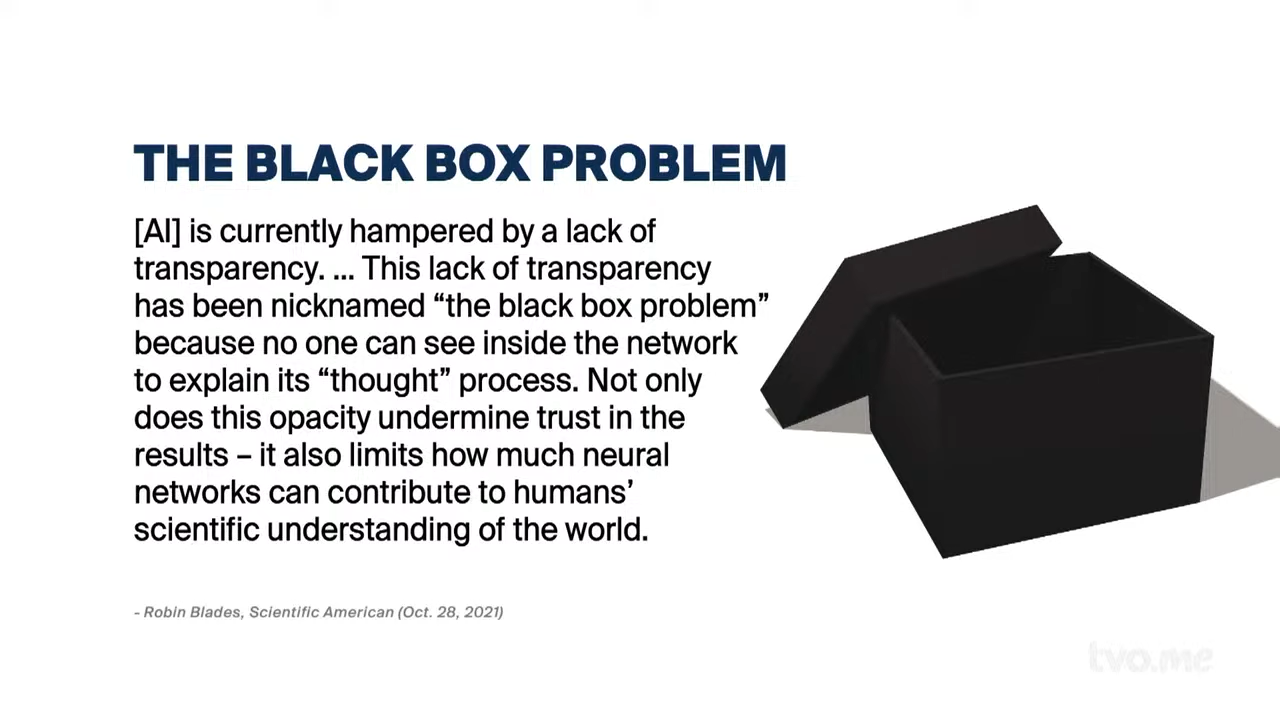 THE BLACK BOX PROBLEM
[AI] is currently hampered by a lack of
transparency. ... This lack of transparency
has been nicknamed “the black box problem”
because no one can see inside the network
to explain its “thought” process. Not only
does this opacity undermine trust in the
results – it also limits how much neural
networks can contribute to humans’
scientific understanding of the world.
- Robin Blades, Scientific American (Oct. 28, 2021)
tvo.me